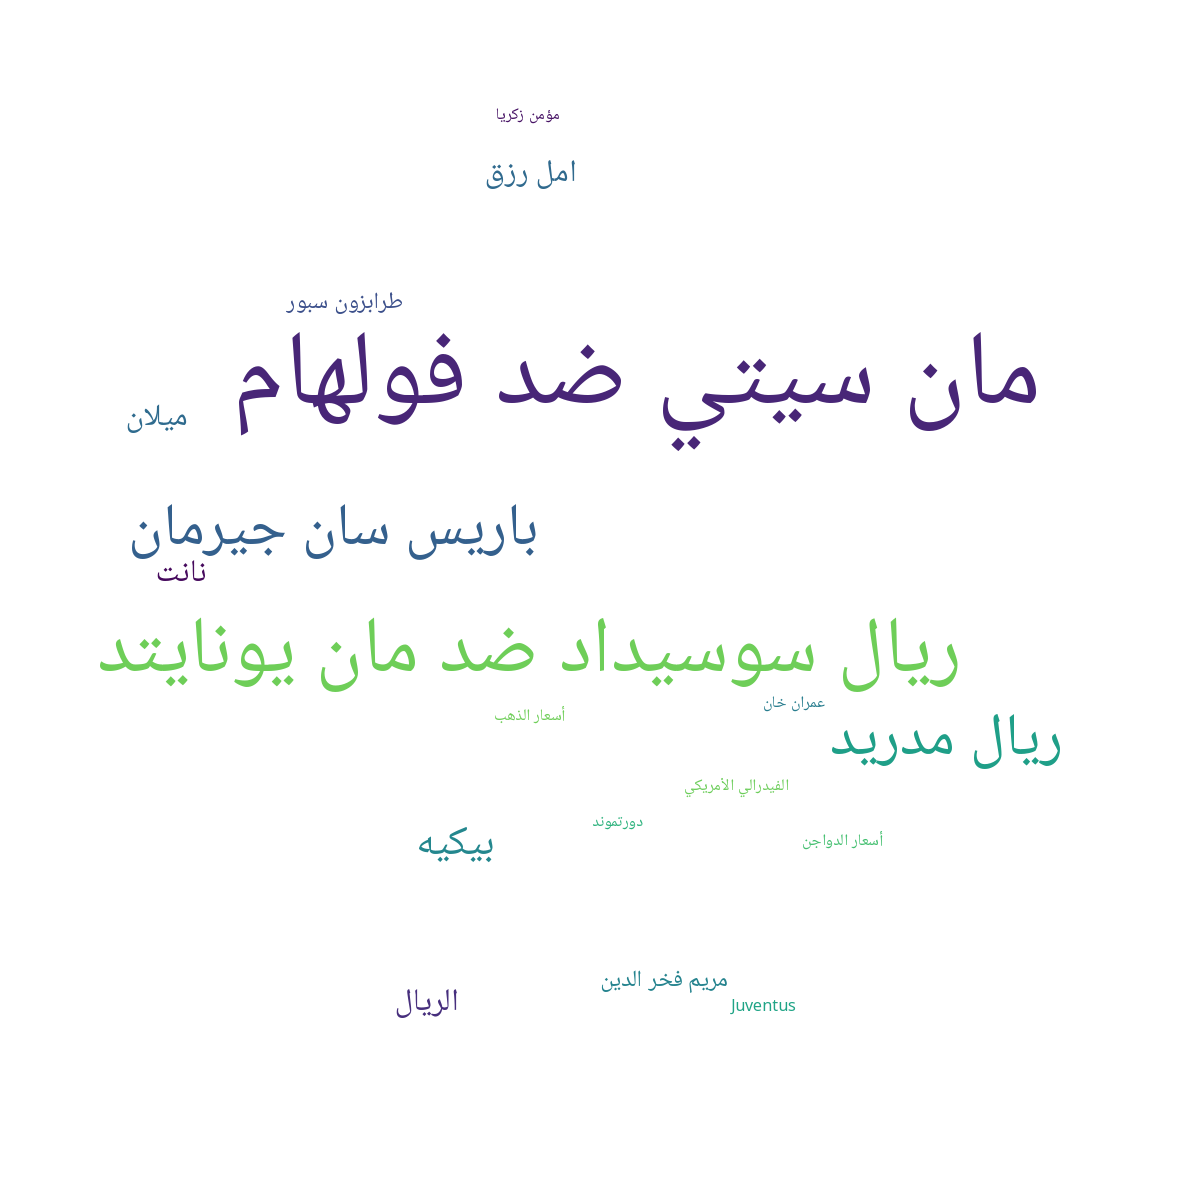 مؤمن زكريا
امل رزق
طرابزون سبور
مان سيتي ضد فولهام
ميلان
باريس سان جيرمان
نانت
ريال سوسيداد ضد مان يونايتد
عمران خان
أسعار الذهب
ريال مدريد
الفيدرالي الأمريكي
دورتموند
أسعار الدواجن
بيكيه
مريم فخر الدين
الريال
Juventus